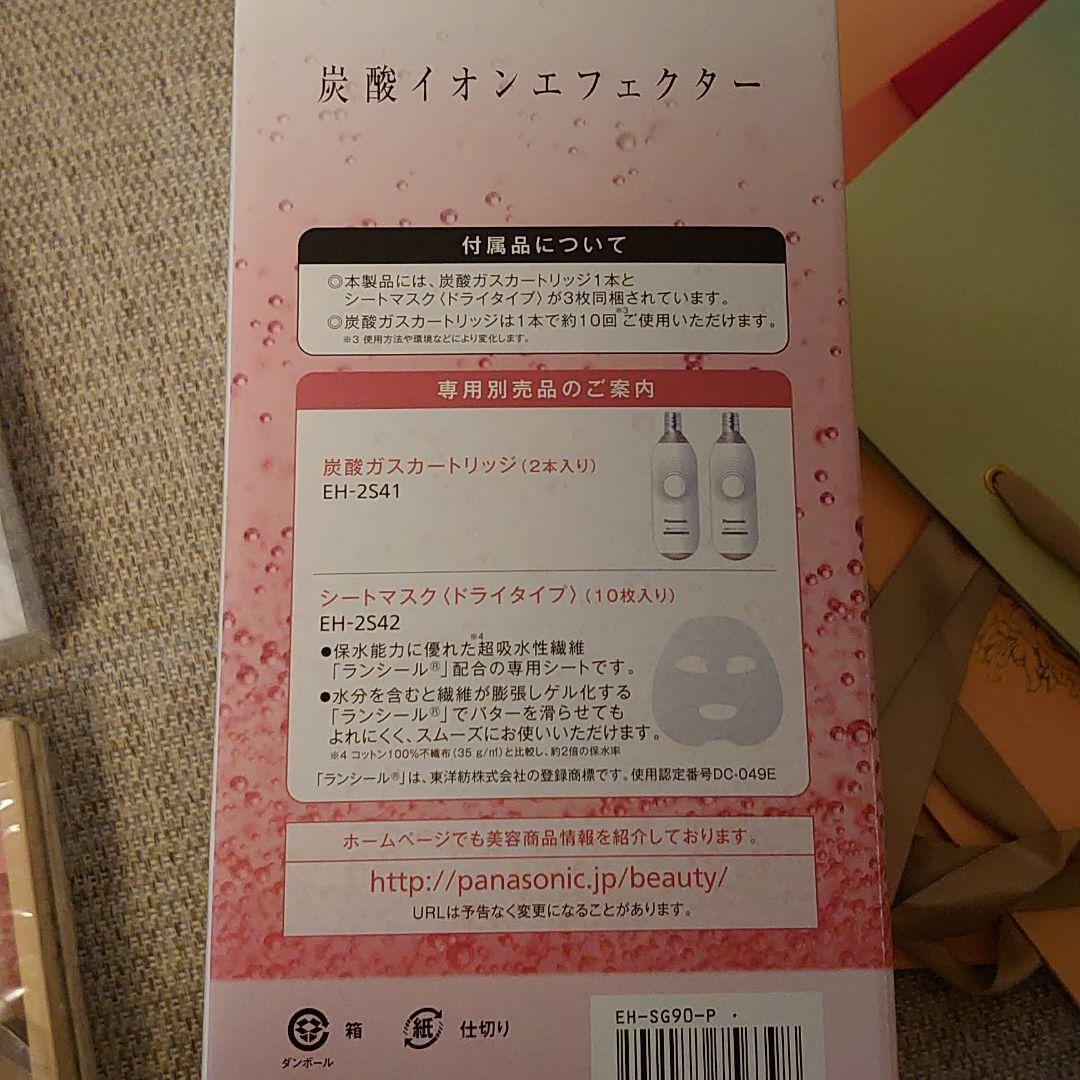 炭酸イオンエフェクター
付属品について
◎本製品には、炭酸ガスカートリッジ1本と
シートマスク〈ドライタイプ〉が3枚同梱されています。
◎炭酸ガスカートリッジは1本で約10回※3ご使用いただけます。
※3 使用方法や環境などにより変化します。
専用別売品のご案内
炭酸ガスカートリッジ(2本入り)
EH-2S41
Panasonic
Panasonic
シートマスク〈ドライタイプ〉(10枚入り)
EH-2S42
●保水能力に優れた※4超吸水性繊維
「ランシール®」配合の専用シートです。
●水分を含むと繊維が膨張しゲル化する
「ランシール®」でパターを滑らせても
よれにくく、スムーズにお使いいただけます。
※4 コットン100%不織布(35 g/㎡)と比較し、約2倍の保水率
「ランシール®」は、東洋紡株式会社の登録商標です。使用認定番号DC-049E
ホームページでも美容商品情報を紹介しております。
http://panasonic.jp/beauty/
URLは予告なく変更になることがあります。
ダンボール
箱
紙
仕切り
EH-SG90-P ・